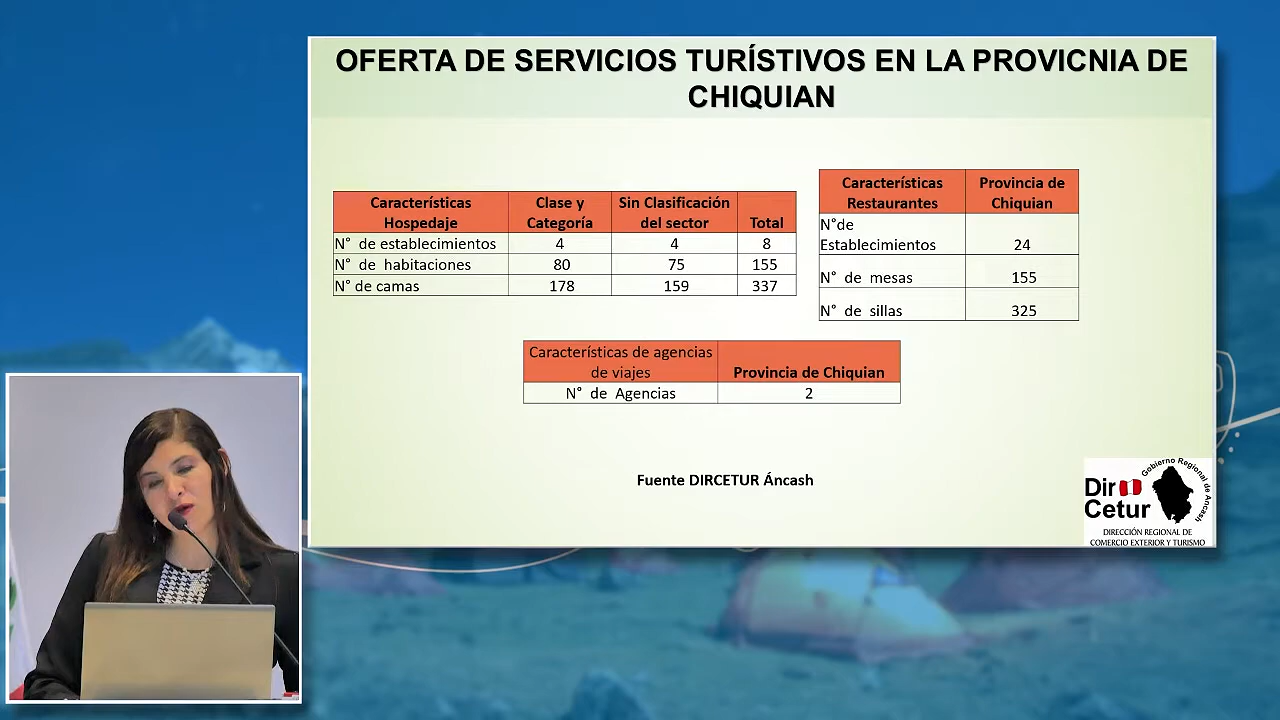 OFERTA DE SERVICIOS TURÍSTIVOS EN LA PROVICNIA DE
CHIQUIAN
Características
Hospedaje
Clase y
Categoría
Sin Clasificación
del sector
Total
N° de establecimientos 4 4 8
N° de habitaciones 80 75 155
N° de camas 178 159 337
Características
Restaurantes
Provincia de
Chiquian
N°de
Establecimientos 24
N° de mesas 155
N° de sillas 325
Características de agencias
de viajes
Provincia de Chiquian
N° de Agencias 2
Fuente DIRCETUR Áncash
Dir
Cetur
Gobierno Regional de Ancash
DIRECCIÓN REGIONAL DE
COMERCIO EXTERIOR Y TURISMO